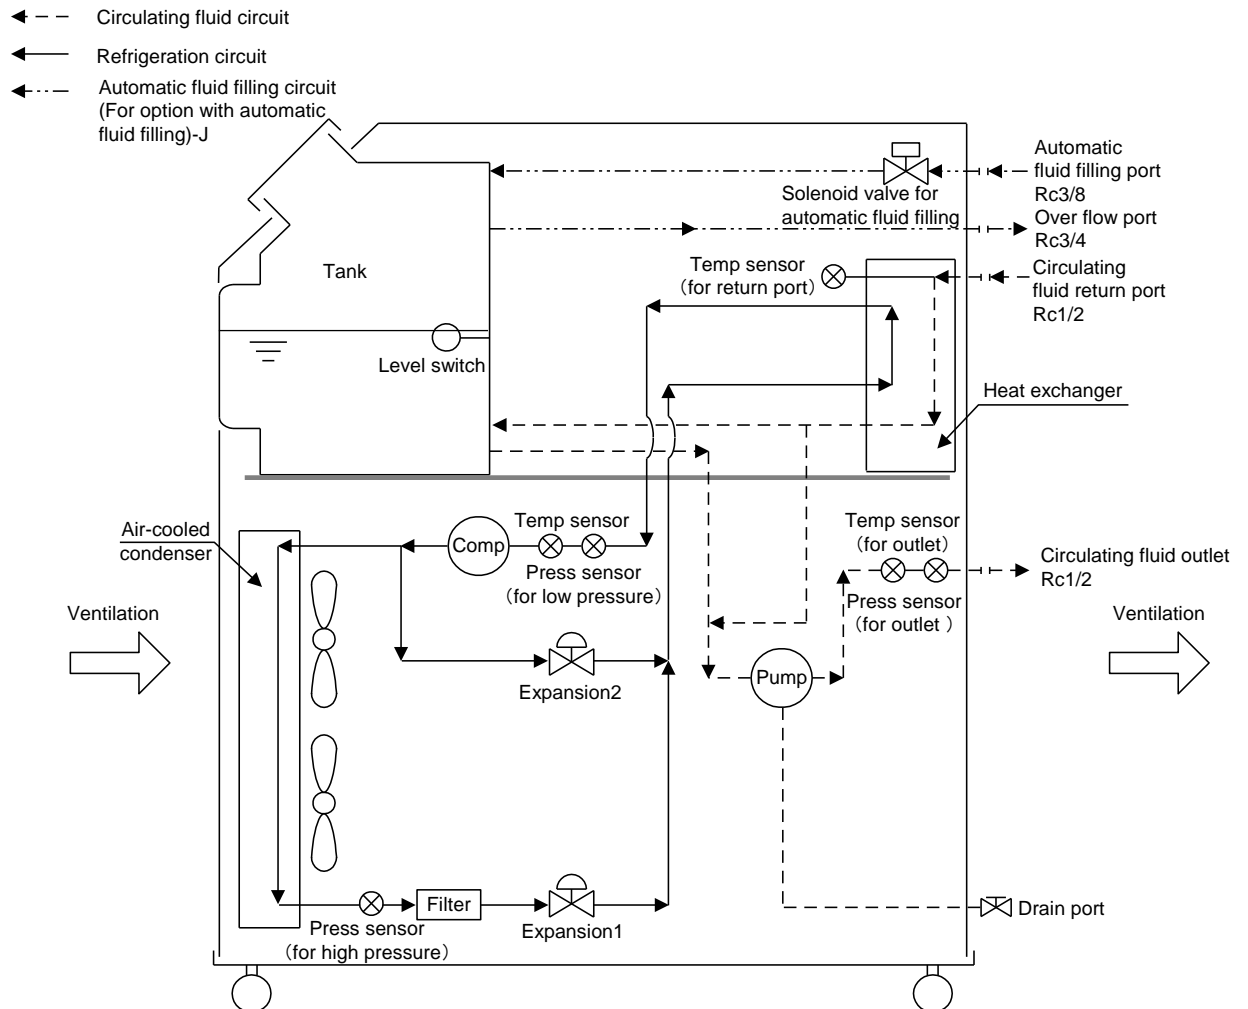 Circulating fluid circuit
Refrigeration circuit
Automatic fluid filling circuit
(For option with automatic
fluid filling)-J
Automatic
fluid filling port
Rc3/8
Solenoid valve for
automatic fluid filling
Over flow port
Rc3/4
Tank
Temp sensor
(for return port)
Circulating
fluid return port
Rc1/2
Level switch
Heat exchanger
Air-cooled
condenser
Comp
Temp sensor
Press sensor
(for low pressure)
Temp sensor
(for outlet)
Press sensor
(for outlet )
Circulating fluid outlet
Rc1/2
Ventilation
Ventilation
Expansion2
Pump
Press sensor
(for high pressure)
Filter
Expansion1
Drain port